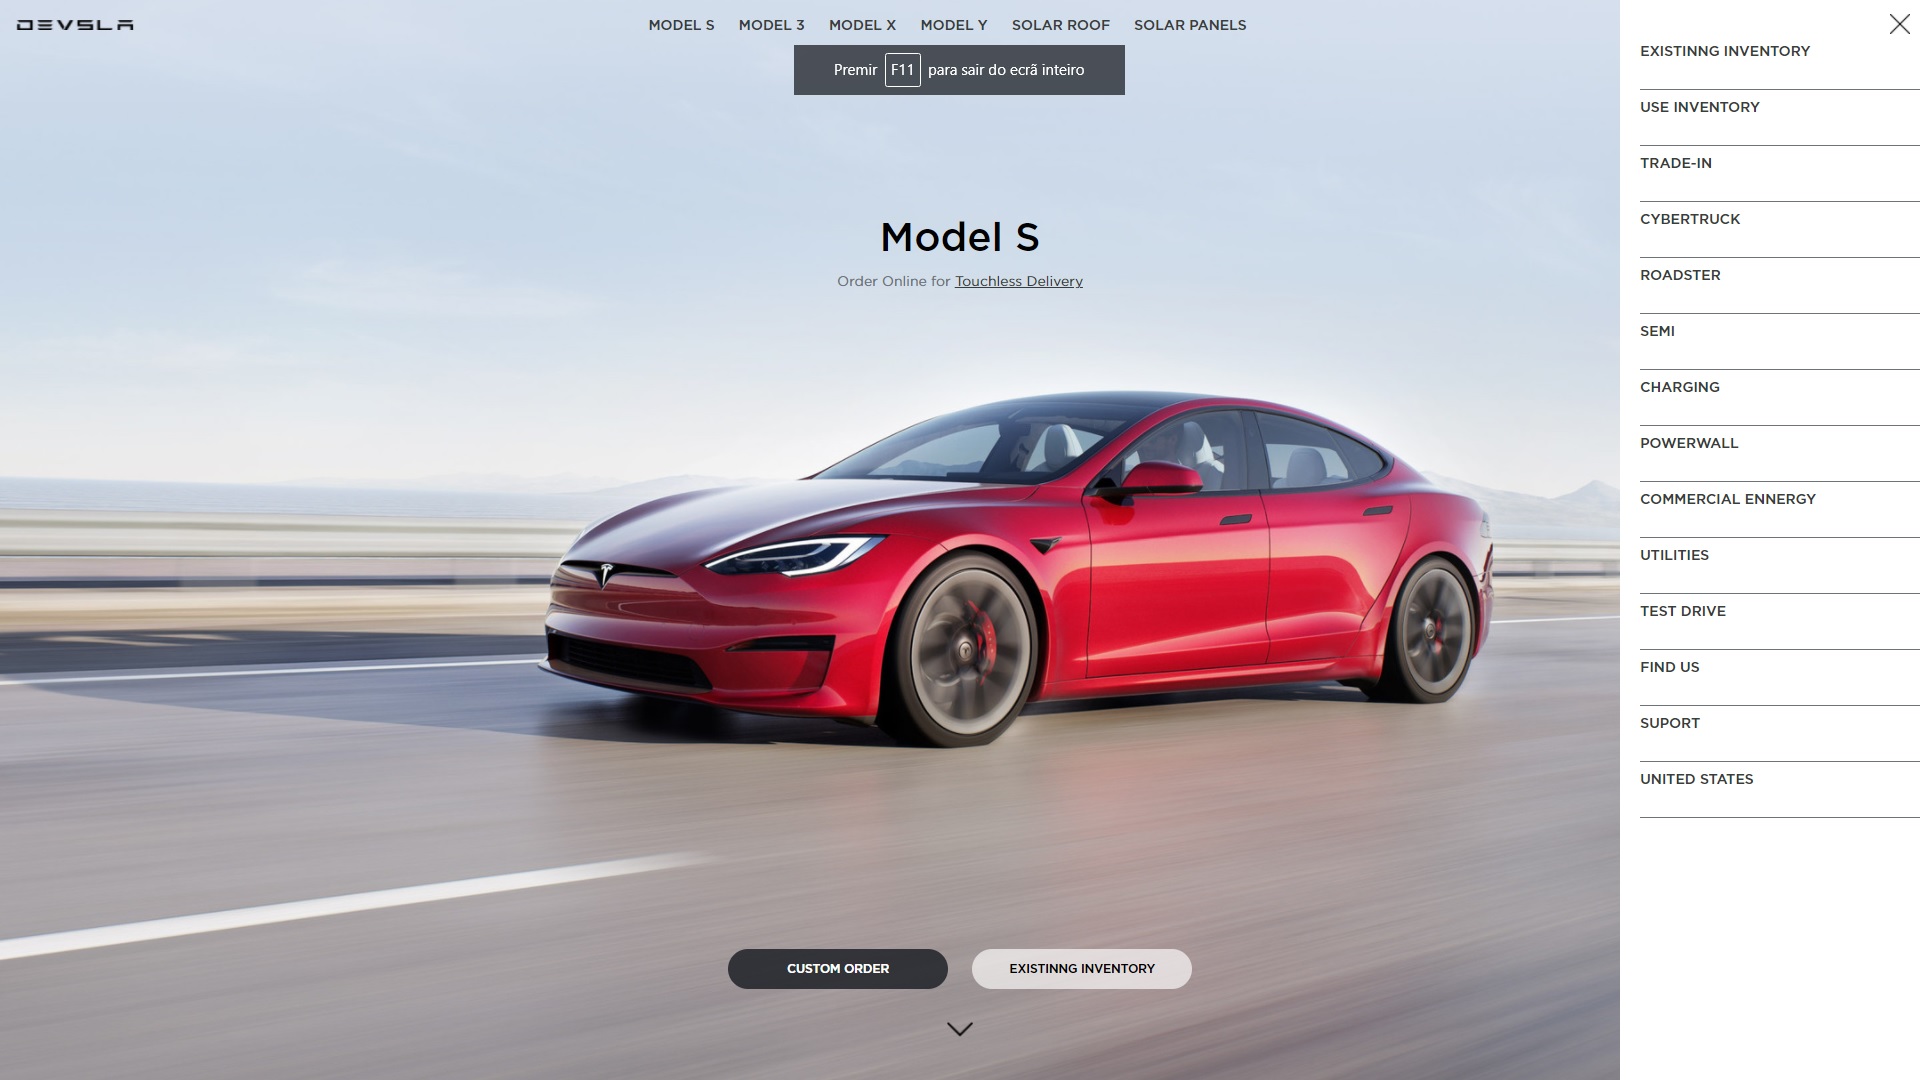 DEVSLA
MODEL S MODEL 3 MODEL X MODEL Y SOLAR ROOF SOLAR PANELS
Premir F11 para sair do ecrã inteiro
Model S
Order Online for Touchless Delivery
CUSTOM ORDER
EXISTINNG INVENTORY
EXISTINNG INVENTORY
USE INVENTORY
TRADE-IN
CYBERTRUCK
ROADSTER
SEMI
CHARGING
POWERWALL
COMMERCIAL ENNERGY
UTILITIES
TEST DRIVE
FIND US
SUPORT
UNITED STATES